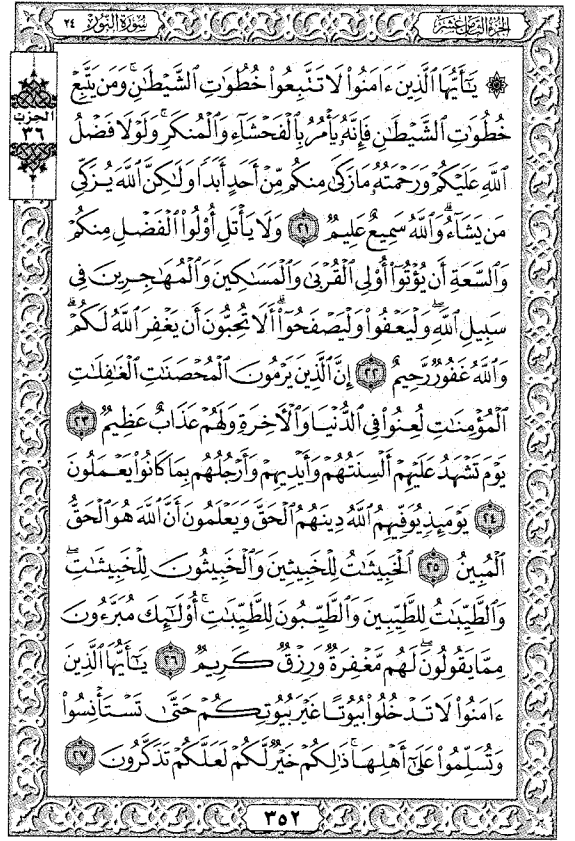 الجزء الثامن عشر
سورة النور ٢٤
الحزب
٣٦
۞ يَٰٓأَيُّهَا ٱلَّذِينَ ءَامَنُوا۟ لَا تَتَّبِعُوا۟ خُطُوَٰتِ ٱلشَّيْطَٰنِ ۚ وَمَن يَتَّبِعْ
خُطُوَٰتِ ٱلشَّيْطَٰنِ فَإِنَّهُۥ يَأْمُرُ بِٱلْفَحْشَآءِ وَٱلْمُنكَرِ ۚ وَلَوْلَا فَضْلُ
ٱللَّهِ عَلَيْكُمْ وَرَحْمَتُهُۥ مَا زَكَىٰ مِنكُم مِّنْ أَحَدٍ أَبَدًا وَلَٰكِنَّ ٱللَّهَ يُزَكِّى
مَن يَشَآءُ ۗ وَٱللَّهُ سَمِيعٌ عَلِيمٌ ٢١ وَلَا يَأْتَلِ أُو۟لُوا۟ ٱلْفَضْلِ مِنكُمْ
وَٱلسَّعَةِ أَن يُؤْتُوٓا۟ أُو۟لِى ٱلْقُرْبَىٰ وَٱلْمَسَٰكِينَ وَٱلْمُهَٰجِرِينَ فِى
سَبِيلِ ٱللَّهِ ۖ وَلْيَعْفُوا۟ وَلْيَصْفَحُوٓا۟ ۗ أَلَا تُحِبُّونَ أَن يَغْفِرَ ٱللَّهُ لَكُمْ ۗ
وَٱللَّهُ غَفُورٌ رَّحِيمٌ ٢٢ إِنَّ ٱلَّذِينَ يَرْمُونَ ٱلْمُحْصَنَٰتِ ٱلْغَٰفِلَٰتِ
ٱلْمُؤْمِنَٰتِ لُعِنُوا۟ فِى ٱلدُّنْيَا وَٱلْءَاخِرَةِ وَلَهُمْ عَذَابٌ عَظِيمٌ ٢٣
يَوْمَ تَشْهَدُ عَلَيْهِمْ أَلْسِنَتُهُمْ وَأَيْدِيهِمْ وَأَرْجُلُهُم بِمَا كَانُوا۟ يَعْمَلُونَ
٢٤ يَوْمَئِذٍ يُوَفِّيهِمُ ٱللَّهُ دِينَهُمُ ٱلْحَقَّ وَيَعْلَمُونَ أَنَّ ٱللَّهَ هُوَ ٱلْحَقُّ
ٱلْمُبِينُ ٢٥ ٱلْخَبِيثَٰتُ لِلْخَبِيثِينَ وَٱلْخَبِيثُونَ لِلْخَبِيثَٰتِ ۖ
وَٱلطَّيِّبَٰتُ لِلطَّيِّبِينَ وَٱلطَّيِّبُونَ لِلطَّيِّبَٰتِ ۚ أُو۟لَٰٓئِكَ مُبَرَّءُونَ
مِمَّا يَقُولُونَ ۖ لَهُم مَّغْفِرَةٌ وَرِزْقٌ كَرِيمٌ ٢٦ يَٰٓأَيُّهَا ٱلَّذِينَ
ءَامَنُوا۟ لَا تَدْخُلُوا۟ بُيُوتًا غَيْرَ بُيُوتِكُمْ حَتَّىٰ تَسْتَأْنِسُوا۟
وَتُسَلِّمُوا۟ عَلَىٰٓ أَهْلِهَا ۚ ذَٰلِكُمْ خَيْرٌ لَّكُمْ لَعَلَّكُمْ تَذَكَّرُونَ ٢٧
٣٥٢